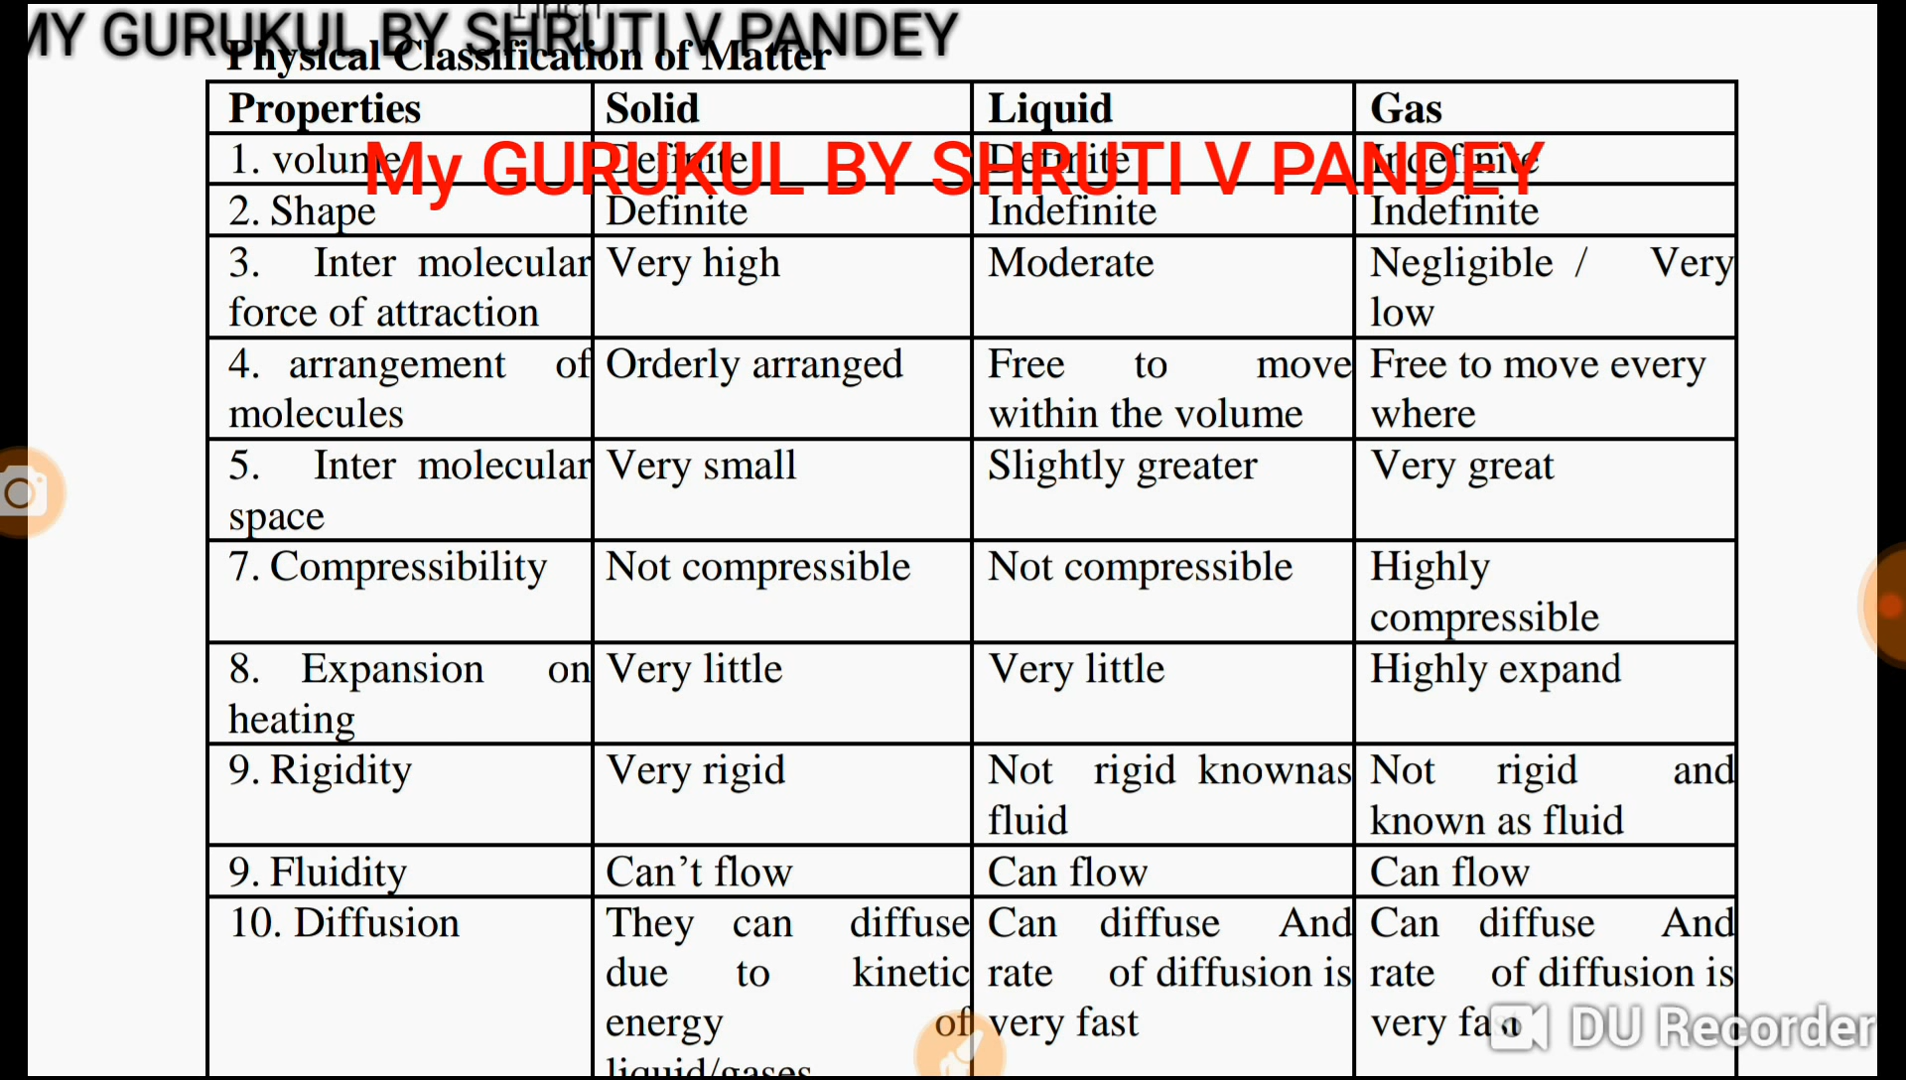 MY GURUKUL BY SHRUTI V PANDEY
Physical Classification of Matter
Properties Solid Liquid Gas
My GURUKUL BY SHRUTI V PANDEY
1. volume Definite Definite Indefinite
2. Shape Definite Indefinite Indefinite
3. Inter molecular Very high Moderate Negligible / Very
force of attraction low
4. arrangement of Orderly arranged Free to move Free to move every
molecules within the volume where
5. Inter molecular Very small Slightly greater Very great
space
7. Compressibility Not compressible Not compressible Highly
compressible
8. Expansion on Very little Very little Highly expand
heating
9. Rigidity Very rigid Not rigid knownas Not rigid and
fluid known as fluid
9. Fluidity Can’t flow Can flow Can flow
10. Diffusion They can diffuse Can diffuse And Can diffuse And
due to kinetic rate of diffusion is rate of diffusion is
energy of very fast very fast
liquid/gases
DU Recorder